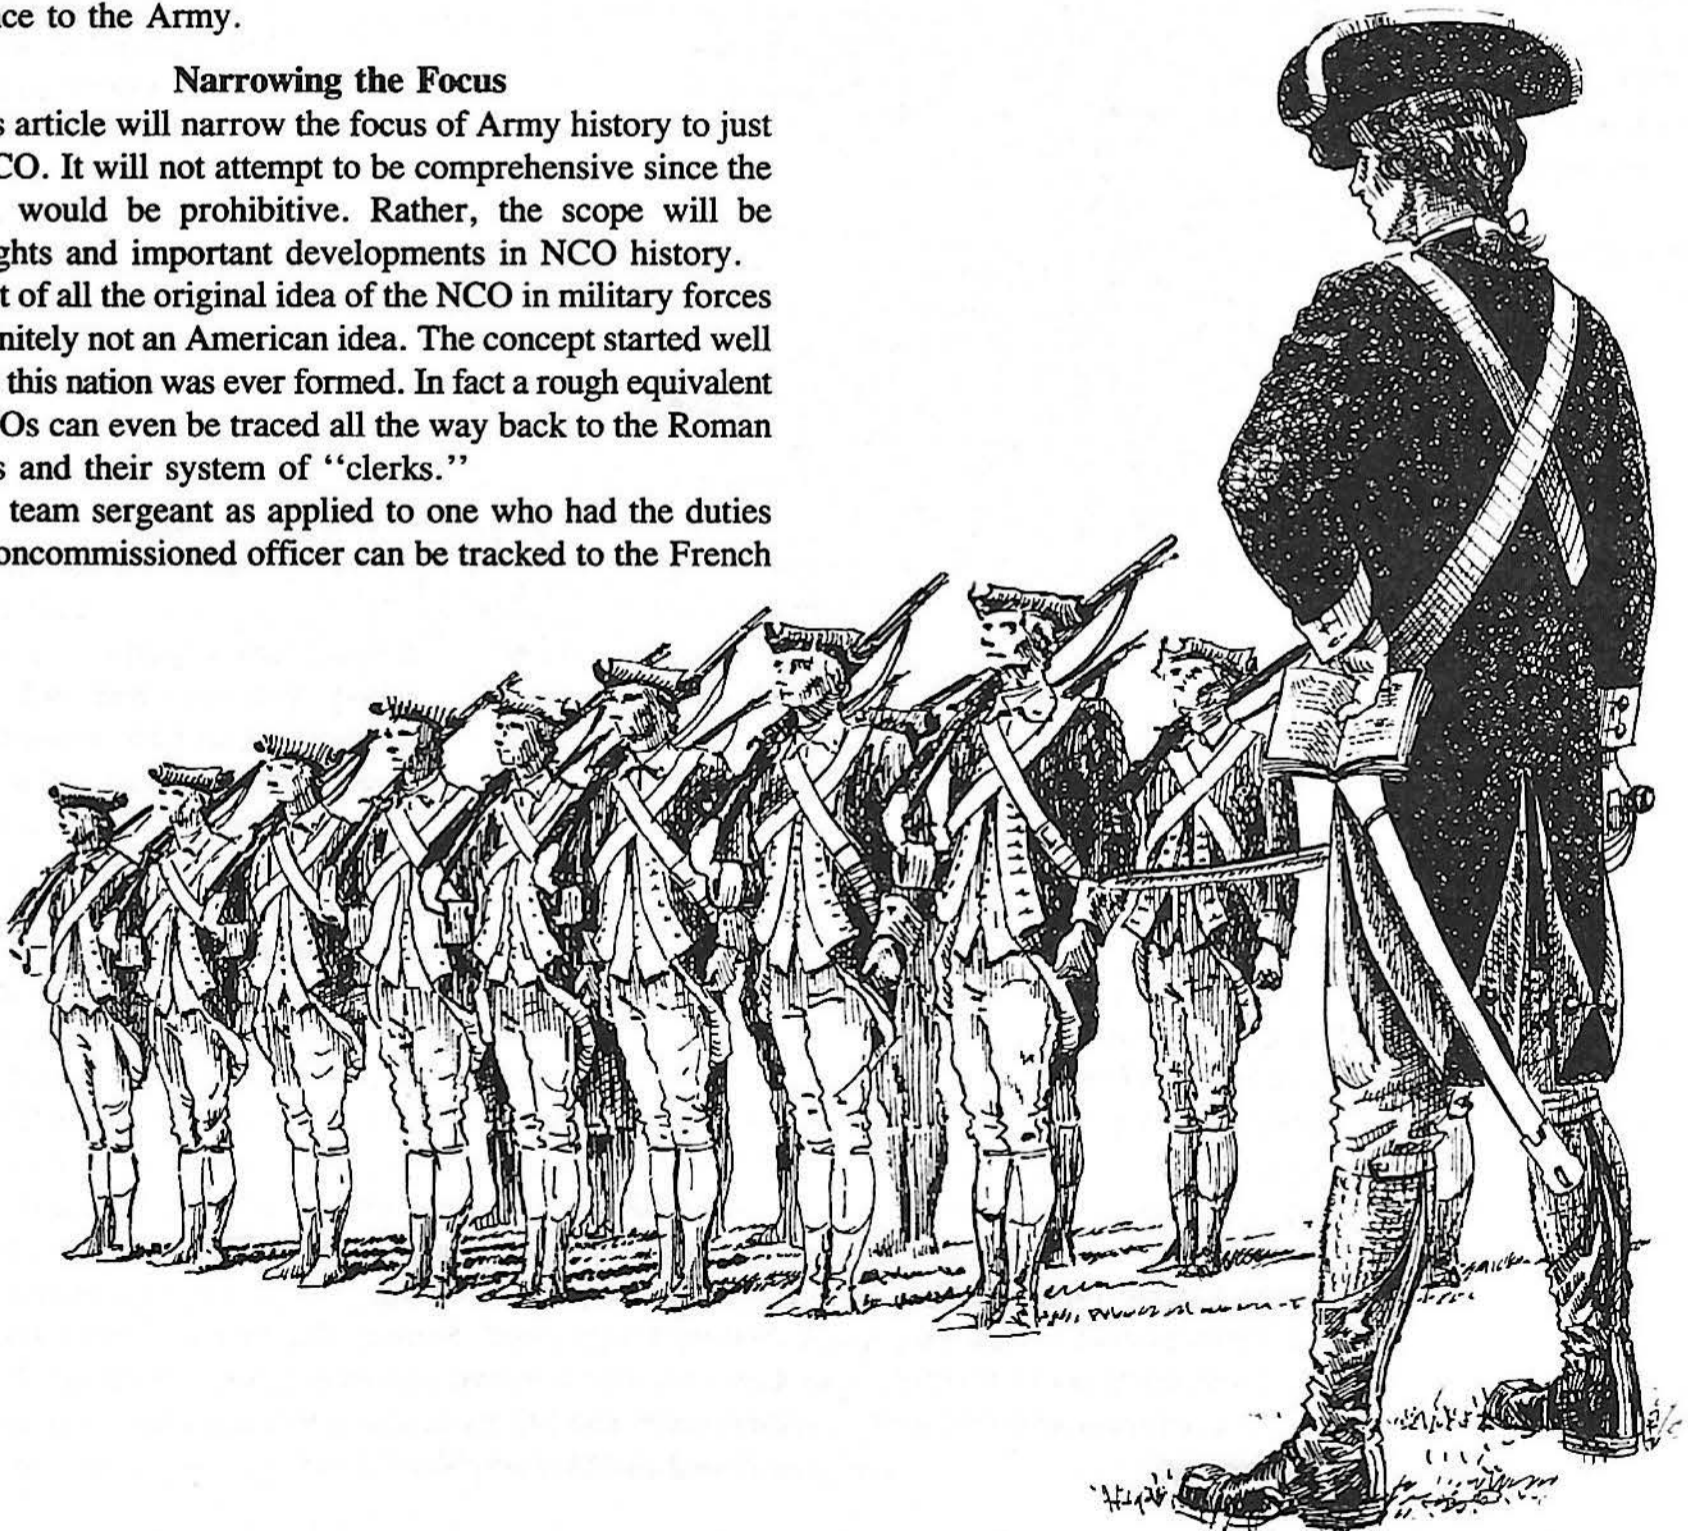 ce to the Army.
Narrowing the Focus
s article will narrow the focus of Army history to just
CO. It will not attempt to be comprehensive since the
would be prohibitive. Rather, the scope will be
ghts and important developments in NCO history.
t of all the original idea of the NCO in military forces
nitely not an American idea. The concept started well
this nation was ever formed. In fact a rough equivalent
Os can even be traced all the way back to the Roman
s and their system of “clerks.”
team sergeant as applied to one who had the duties
oncommissioned officer can be tracked to the French